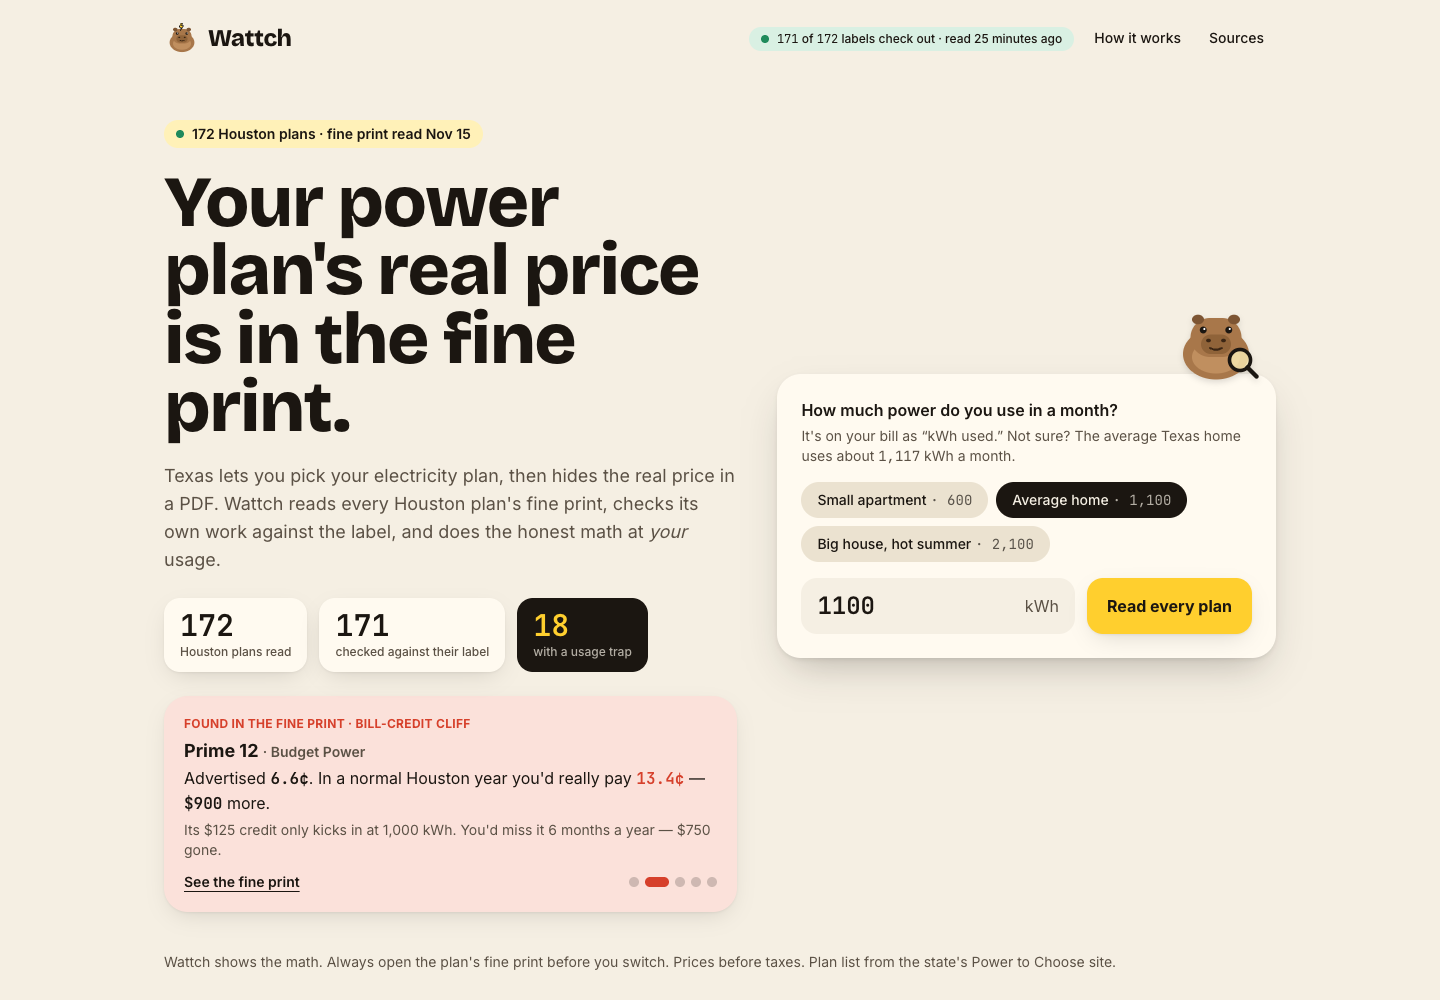 Wattch
171 of 172 labels check out · read 25 minutes ago
How it works
Sources
172 Houston plans · fine print read Nov 15
Your power
plan's real price
is in the fine
print.
Texas lets you pick your electricity plan, then hides the real price in
a PDF. Wattch reads every Houston plan's fine print, checks its
own work against the label, and does the honest math at your
usage.
172
Houston plans read
171
checked against their label
18
with a usage trap
FOUND IN THE FINE PRINT · BILL-CREDIT CLIFF
Prime 12 · Budget Power
Advertised 6.6¢. In a normal Houston year you'd really pay 13.4¢ —
$900 more.
Its $125 credit only kicks in at 1,000 kWh. You'd miss it 6 months a year — $750
gone.
See the fine print
How much power do you use in a month?
It's on your bill as “kWh used.” Not sure? The average Texas home
uses about 1,117 kWh a month.
Small apartment · 600
Average home · 1,100
Big house, hot summer · 2,100
1100 kWh
Read every plan
Wattch shows the math. Always open the plan's fine print before you switch. Prices before taxes. Plan list from the state's Power to Choose site.